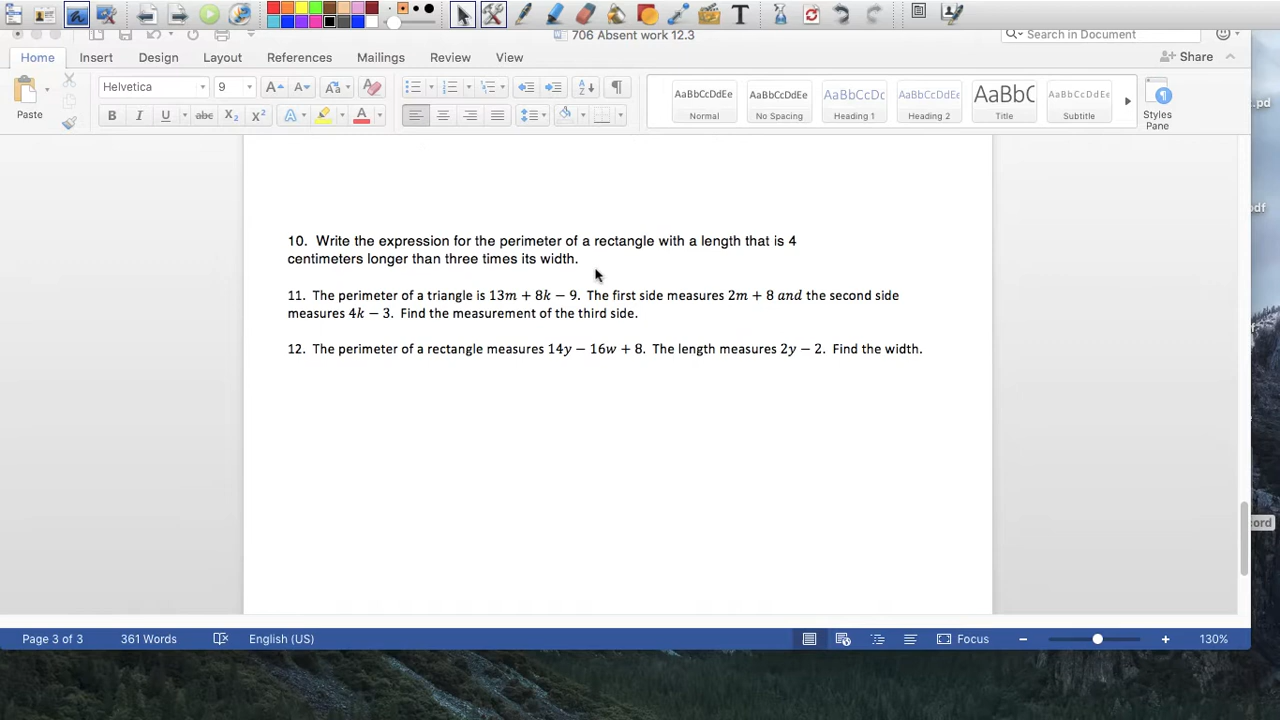 706 Absent work 12.3
Search in Document
Home Insert Design Layout References Mailings Review View
Share
Paste
Helvetica 9
B I U abc X₂ X²
AaBbCcDdEe AaBbCcDdEe AaBbCcDc AaBbCcDdEe AaBbC AaBbCcDdEe
Normal No Spacing Heading 1 Heading 2 Title Subtitle
Styles
Pane
e.pd
pdf
10. Write the expression for the perimeter of a rectangle with a length that is 4
centimeters longer than three times its width.
11. The perimeter of a triangle is 13m + 8k − 9. The first side measures 2m + 8 and the second side
measures 4k − 3. Find the measurement of the third side.
12. The perimeter of a rectangle measures 14y − 16w + 8. The length measures 2y − 2. Find the width.
cord
Page 3 of 3 361 Words English (US) Focus 130%